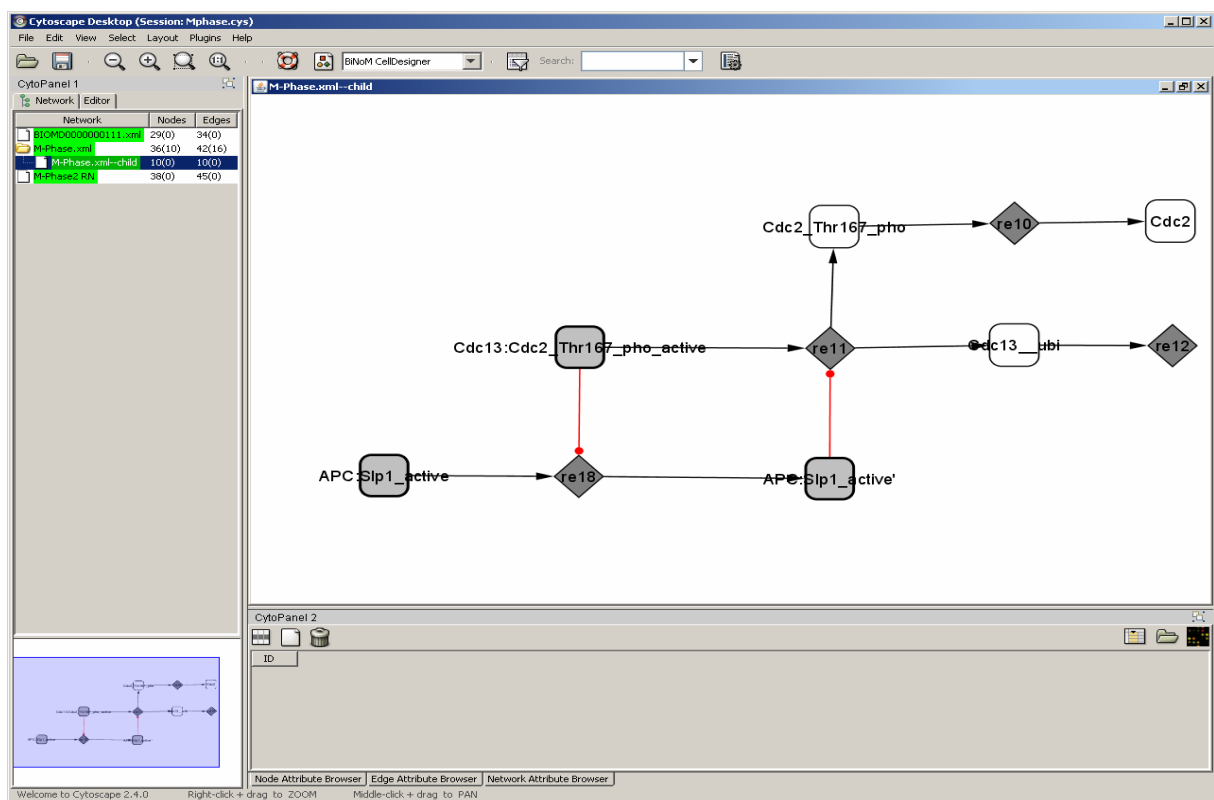 Cytoscape Desktop (Session: Mphase.cys)
File Edit View Select Layout Plugins Help
BiNoM CellDesigner Search:
CytoPanel 1
Network Editor
Network Nodes Edges
BIOMD0000000111.xml 29(0) 34(0)
M-Phase.xml 36(10) 42(16)
M-Phase.xml--child 10(0) 10(0)
M-Phase2 RN 38(0) 45(0)
M-Phase.xml--child
Cdc2_Thr167_pho re10 Cdc2
Cdc13:Cdc2_Thr167_pho_active re11 Cdc13__ubi re12
APC:Slp1_active re18 APC:Slp1_active'
CytoPanel 2
ID
Node Attribute Browser Edge Attribute Browser Network Attribute Browser
Welcome to Cytoscape 2.4.0 Right-click + drag to ZOOM Middle-click + drag to PAN